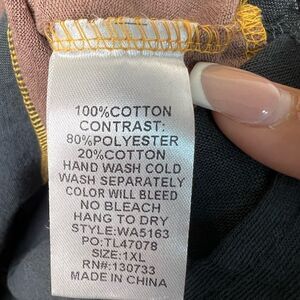 100%COTTON
CONTRAST:
80%POLYESTER
20%COTTON
HAND WASH COLD
WASH SEPARATELY
COLOR WILL BLEED
NO BLEACH
HANG TO DRY
STYLE:WA5163
PO:TL47078
SIZE:1XL
RN#:130733
MADE IN CHINA